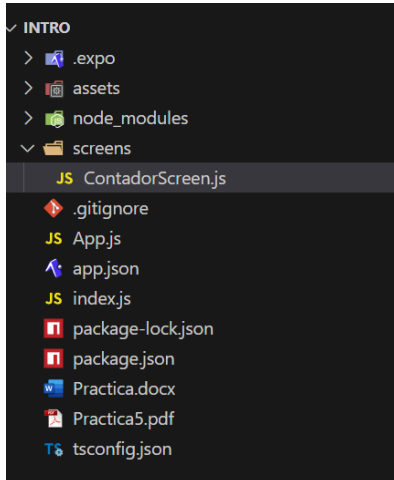 INTRO
.expo
assets
node_modules
screens
JS ContadorScreen.js
.gitignore
JS App.js
app.json
JS index.js
package-lock.json
package.json
Practica.docx
Practica5.pdf
TS tsconfig.json